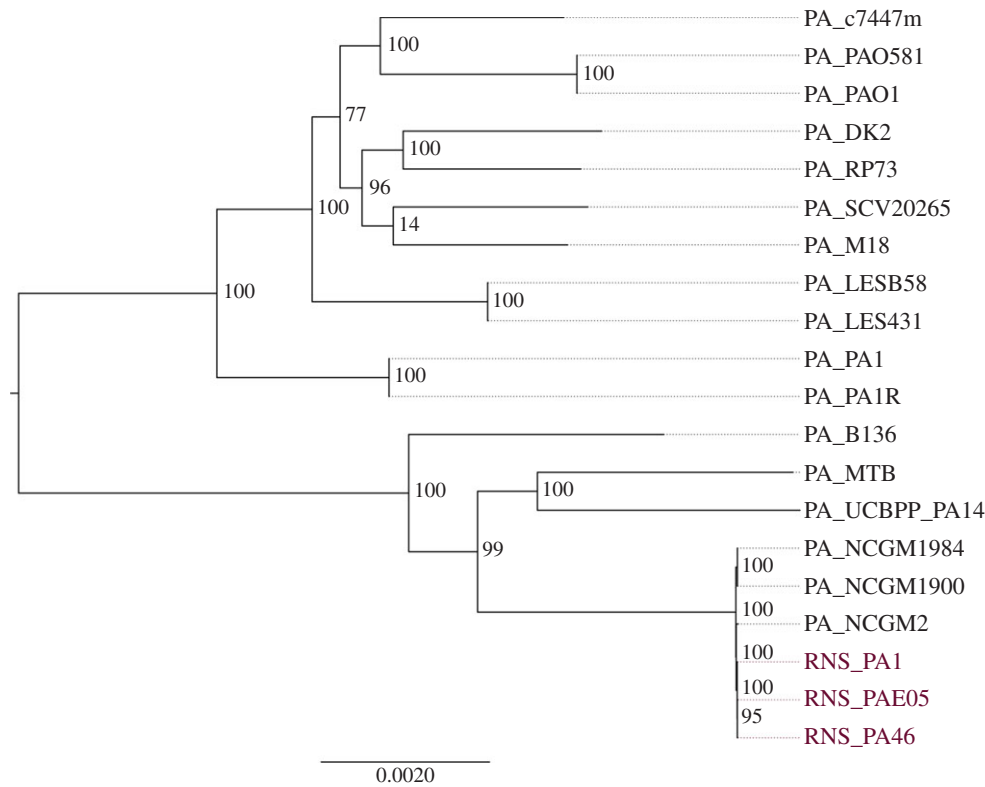 PA_c7447m
100
PA_PAO581
100
PA_PAO1
77
PA_DK2
100
PA_RP73
96
100
PA_SCV20265
14
PA_M18
PA_LESB58
100
100
PA_LES431
PA_PA1
100
PA_PA1R
PA_B136
100
PA_MTB
100
PA_UCBPP_PA14
99
PA_NCGM1984
100
PA_NCGM1900
100
PA_NCGM2
100
RNS_PA1
100
RNS_PAE05
95
RNS_PA46
0.0020